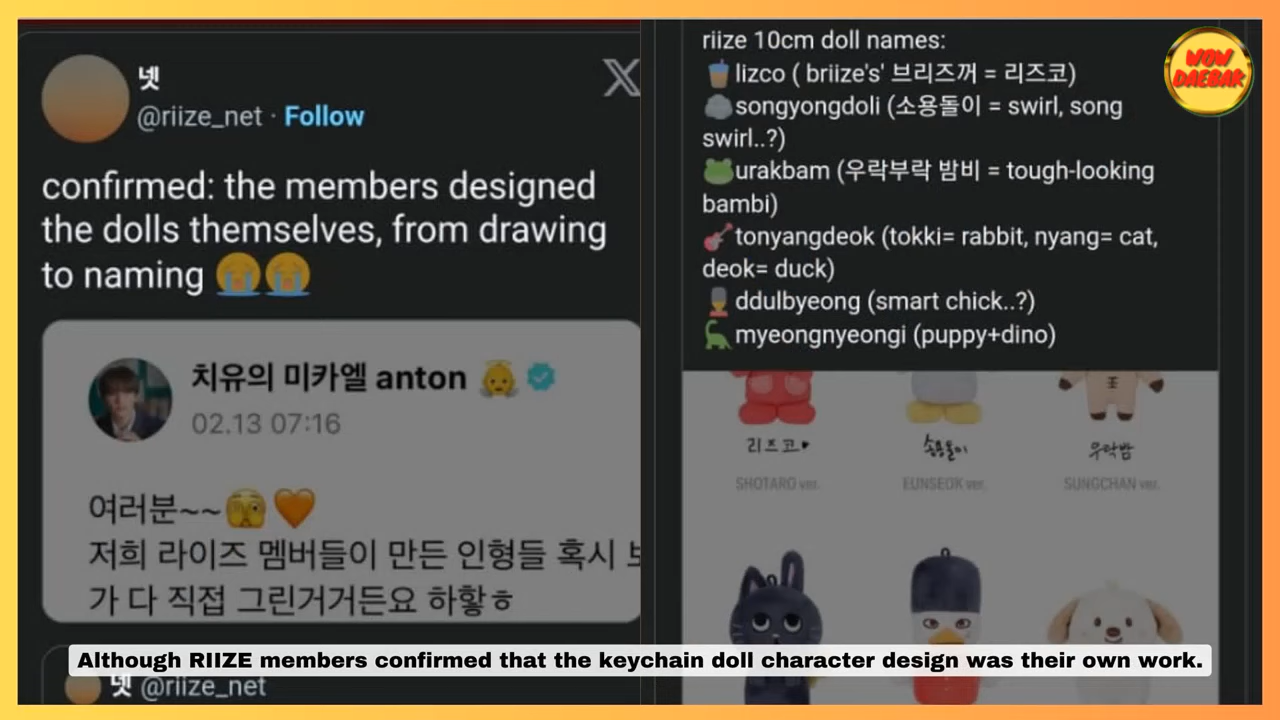 넷
@riize_net · Follow
confirmed: the members designed
the dolls themselves, from drawing
to naming 😭😭
치유의 미카엘 anton 👼
02.13 07:16
여러분~~🫣🧡
저희 라이즈 멤버들이 만든 인형들 혹시
가 다 직접 그린거거든요 하핳ㅎ
넷 @riize_net
riize 10cm doll names:
🧋lizco ( briize's' 브리즈꺼 = 리즈코)
☁️songyongdoli (소용돌이 = swirl, song
swirl..?)
🐸urakbam (우락부락 밤비 = tough-looking
bambi)
🎸tonyangdeok (tokki= rabbit, nyang= cat,
deok= duck)
💂ddulbyeong (smart chick..?)
🦕myeongnyeongi (puppy+dino)
리즈코♥
송용돌이
우락밤
SHOTARO ver.
EUNSEOK ver.
SUNGCHAN ver.
WOW
DAEBAK
Although RIIZE members confirmed that the keychain doll character design was their own work.